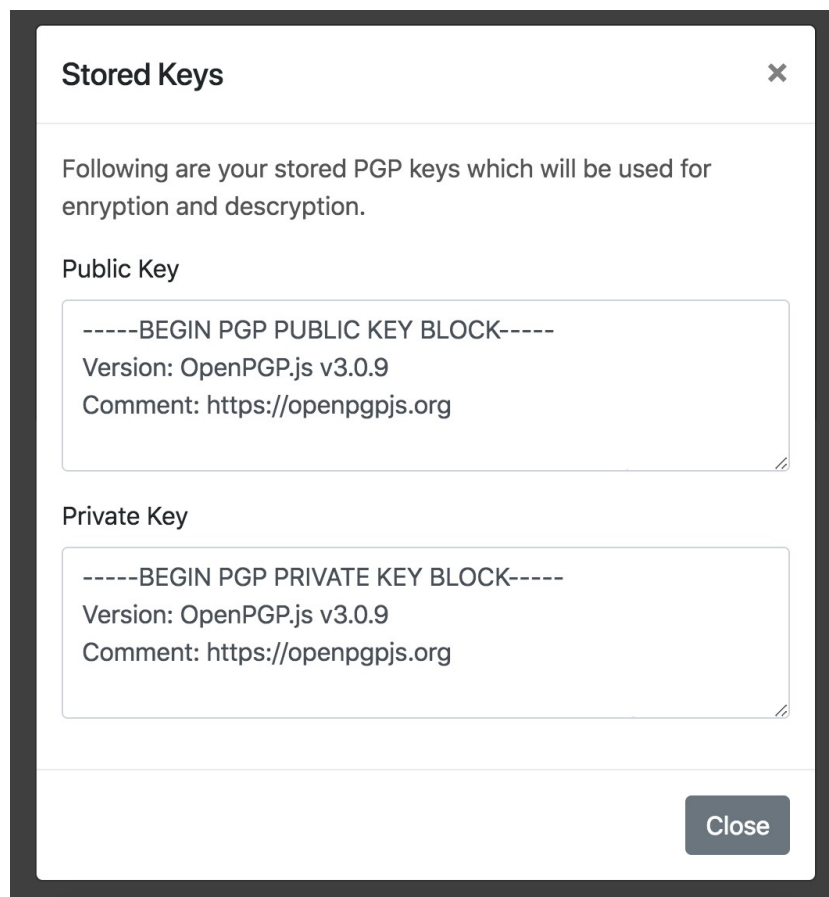 Stored Keys
×
Following are your stored PGP keys which will be used for
enryption and descryption.
Public Key
-----BEGIN PGP PUBLIC KEY BLOCK-----
Version: OpenPGP.js v3.0.9
Comment: https://openpgpjs.org
Private Key
-----BEGIN PGP PRIVATE KEY BLOCK-----
Version: OpenPGP.js v3.0.9
Comment: https://openpgpjs.org
Close